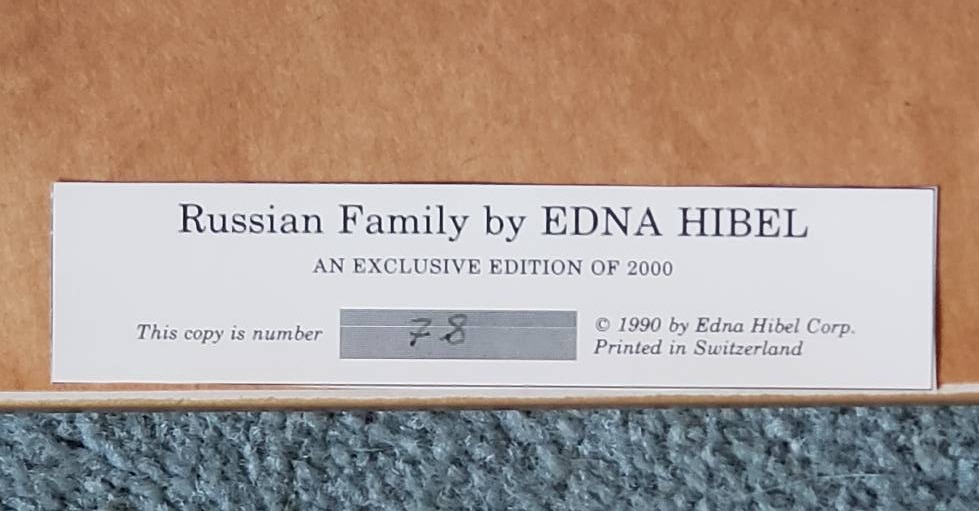 Russian Family by EDNA HIBEL
AN EXCLUSIVE EDITION OF 2000
This copy is number 78
© 1990 by Edna Hibel Corp.
Printed in Switzerland